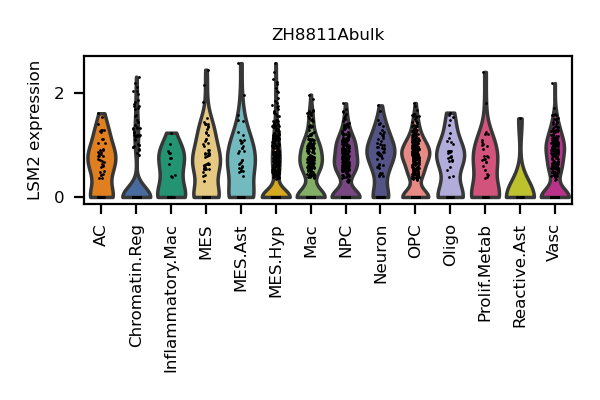 ZH8811Abulk
LSM2 expression
2
0
AC
Chromatin.Reg
Inflammatory.Mac
MES
MES.Ast
MES.Hyp
Mac
NPC
Neuron
OPC
Oligo
Prolif.Metab
Reactive.Ast
Vasc